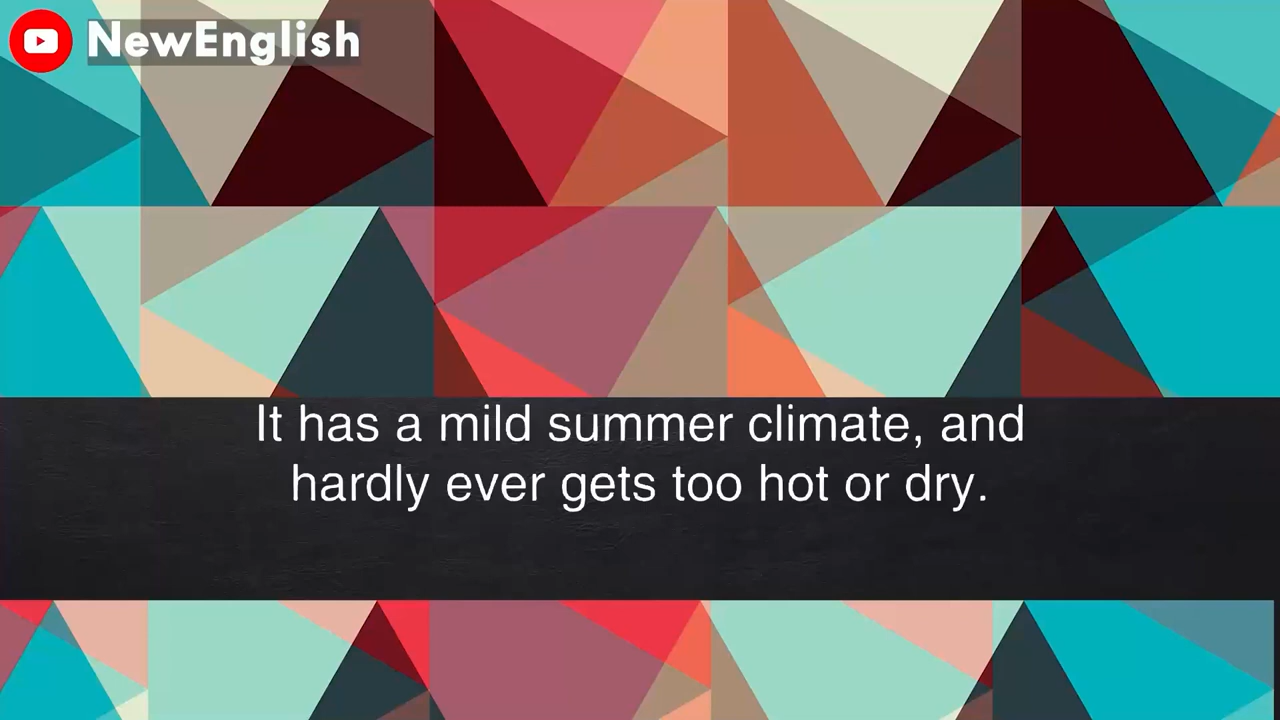 NewEnglish
It has a mild summer climate, and
hardly ever gets too hot or dry.